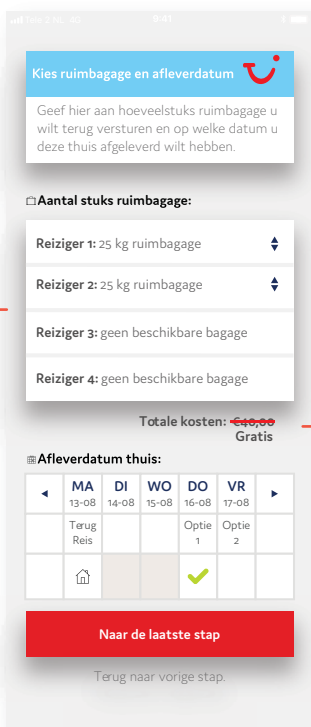 Tele 2 NL 4G 9:41
Kies ruimbagage en afleverdatum
Geef hier aan hoeveelstuks ruimbagage u
wilt terug versturen en op welke datum u
deze thuis afgeleverd wilt hebben.
Aantal stuks ruimbagage:
Reiziger 1: 25 kg ruimbagage
Reiziger 2: 25 kg ruimbagage
Reiziger 3: geen beschikbare bagage
Reiziger 4: geen beschikbare bagage
Totale kosten: €40,00
Gratis
Afleverdatum thuis:
MA DI WO DO VR
13-08 14-08 15-08 16-08 17-08
Terug Optie Optie
Reis 1 2
Naar de laatste stap
Terug naar vorige stap.